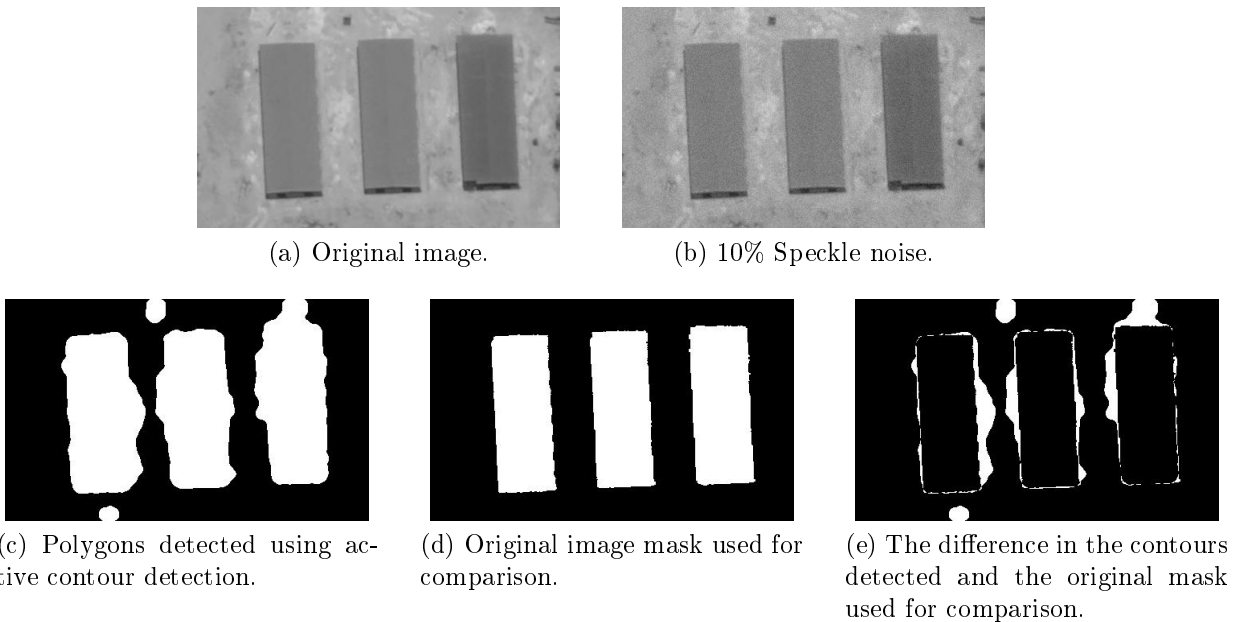 (a) Original image.
(b) 10% Speckle noise.
(c) Polygons detected using ac-
tive contour detection.
(d) Original image mask used for
comparison.
(e) The difference in the contours
detected and the original mask
used for comparison.